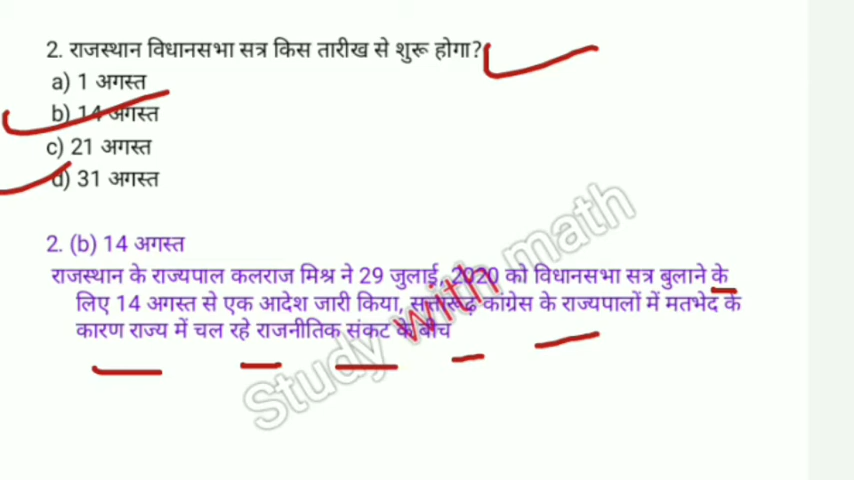 2. राजस्थान विधानसभा सत्र किस तारीख से शुरू होगा?
a) 1 अगस्त
b) 14 अगस्त
c) 21 अगस्त
d) 31 अगस्त
2. (b) 14 अगस्त
राजस्थान के राज्यपाल कलराज मिश्र ने 29 जुलाई, 2020 को विधानसभा सत्र बुलाने के
लिए 14 अगस्त से एक आदेश जारी किया, सत्तारूढ़ कांग्रेस के राज्यपालों में मतभेद के
कारण राज्य में चल रहे राजनीतिक संकट के बीच
Study with math